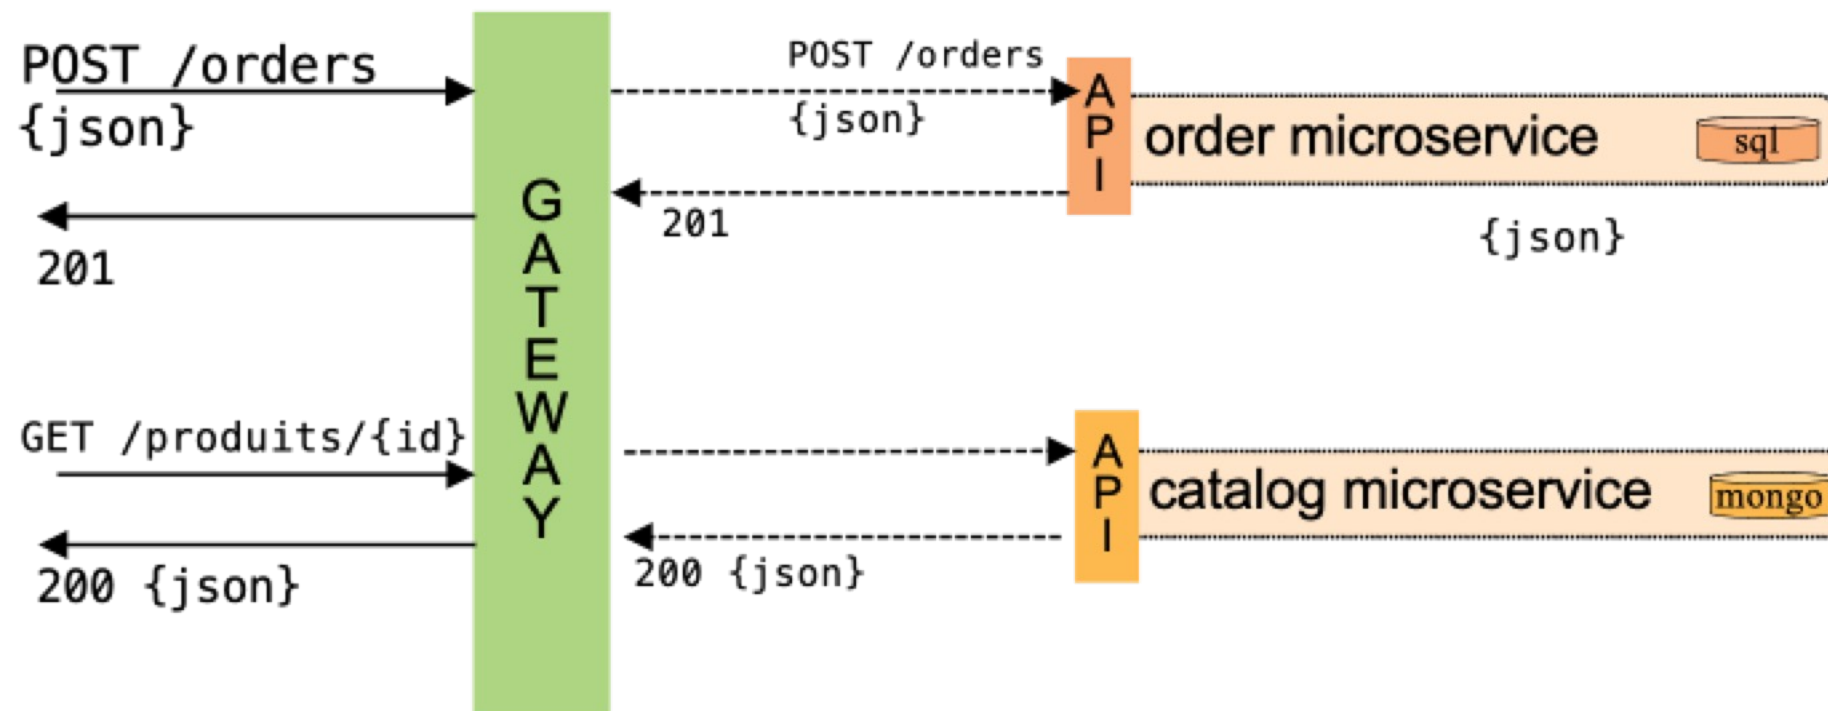 POST /orders
{json}
201
GET /produits/{id}
200 {json}
GATEWAY
POST /orders
{json}
201
API
order microservice
sql
{json}
200 {json}
API
catalog microservice
mongo